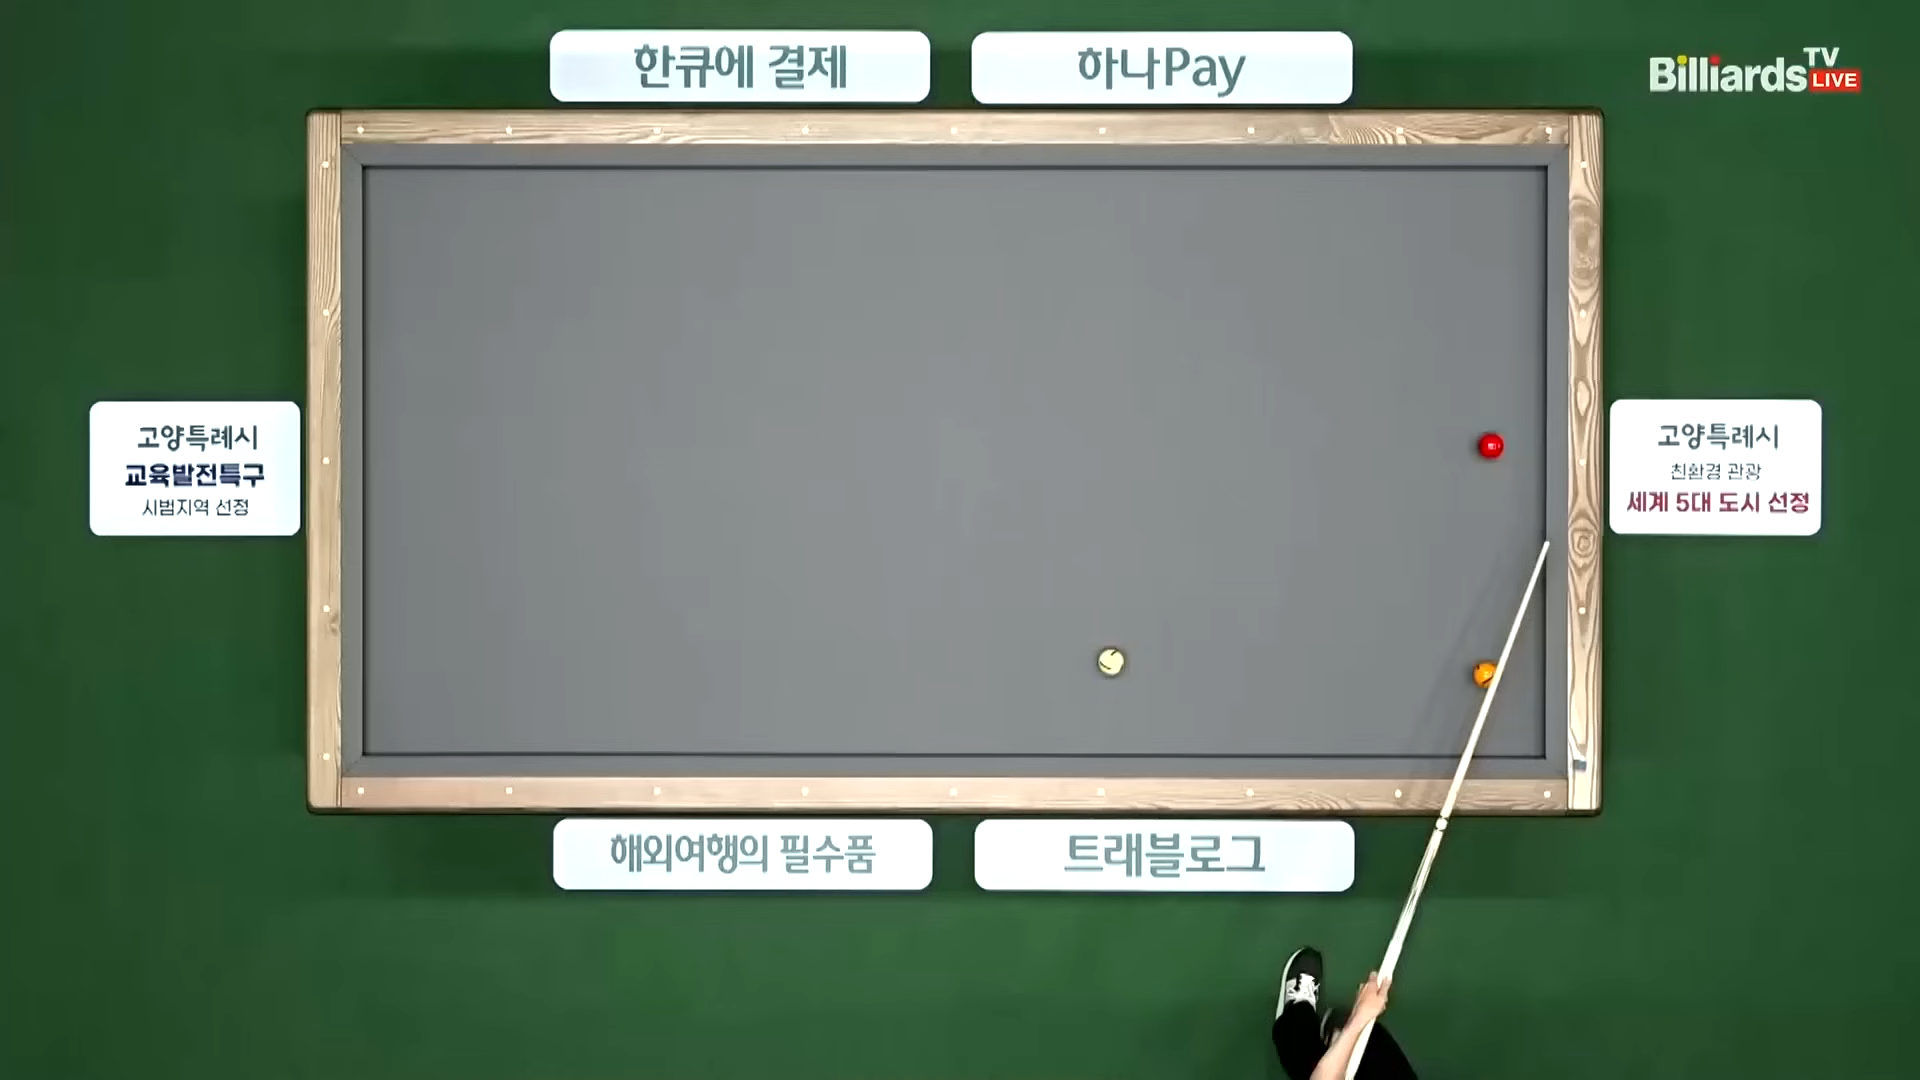 한큐에 결제
하나Pay
BilliardsTV
LIVE
고양특례시
교육발전특구
시범지역 선정
고양특례시
친환경 관광
세계 5대 도시 선정
해외여행의 필수품
트래블로그